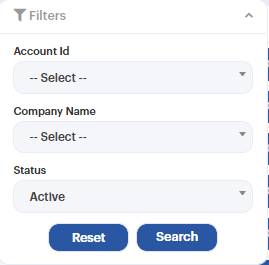 Filters
Account Id
-- Select --
Company Name
-- Select --
Status
Active
Reset Search